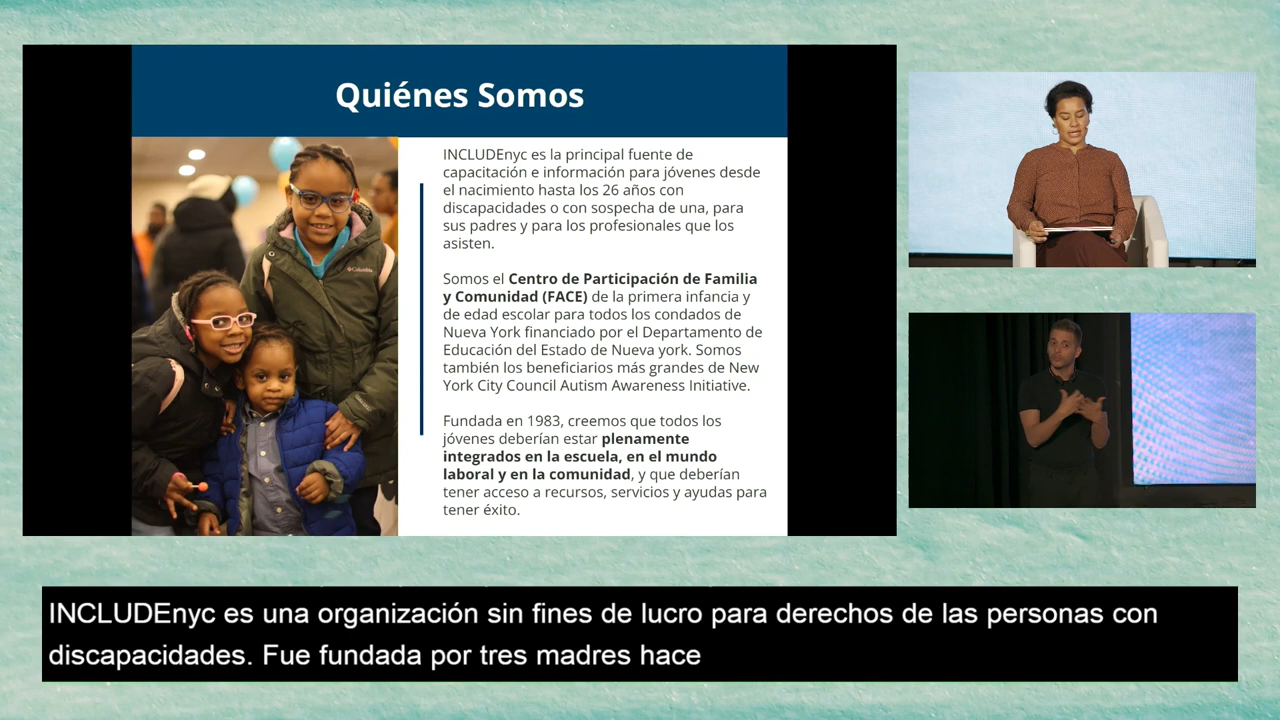 Quiénes Somos
INCLUDEnyc es la principal fuente de
capacitación e información para jóvenes desde
el nacimiento hasta los 26 años con
discapacidades o con sospecha de una, para
sus padres y para los profesionales que los
asisten.
Somos el Centro de Participación de Familia
y Comunidad (FACE) de la primera infancia y
de edad escolar para todos los condados de
Nueva York financiado por el Departamento de
Educación del Estado de Nueva york. Somos
también los beneficiarios más grandes de New
York City Council Autism Awareness Initiative.
Fundada en 1983, creemos que todos los
jóvenes deberían estar plenamente
integrados en la escuela, en el mundo
laboral y en la comunidad, y que deberían
tener acceso a recursos, servicios y ayudas para
tener éxito.
Columbia
INCLUDEnyc es una organización sin fines de lucro para derechos de las personas con
discapacidades. Fue fundada por tres madres hace